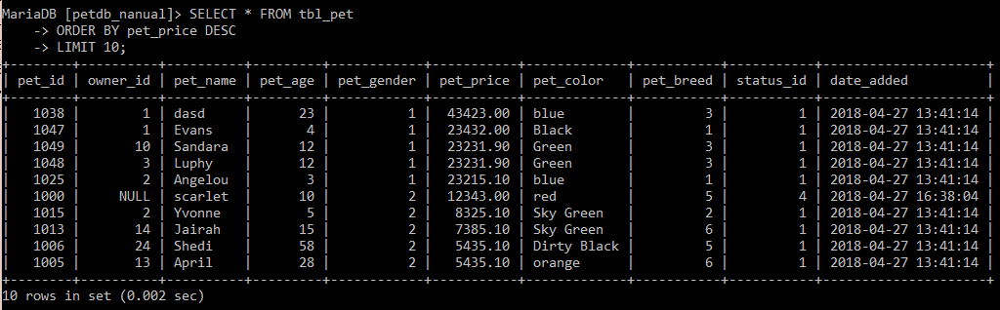 MariaDB [petdb_nanual]> SELECT * FROM tbl_pet
    -> ORDER BY pet_price DESC
    -> LIMIT 10;
+--------+----------+----------+---------+------------+-----------+-------------+-----------+-----------+---------------------+
| pet_id | owner_id | pet_name | pet_age | pet_gender | pet_price | pet_color   | pet_breed | status_id | date_added          |
+--------+----------+----------+---------+------------+-----------+-------------+-----------+-----------+---------------------+
|   1038 |        1 | dasd     |      23 |          1 |  43423.00 | blue        |         3 |         1 | 2018-04-27 13:41:14 |
|   1047 |        1 | Evans    |       4 |          1 |  23432.00 | Black       |         1 |         1 | 2018-04-27 13:41:14 |
|   1049 |       10 | Sandara  |      12 |          1 |  23231.90 | Green       |         3 |         1 | 2018-04-27 13:41:14 |
|   1048 |        3 | Luphy    |      12 |          1 |  23231.90 | Green       |         3 |         1 | 2018-04-27 13:41:14 |
|   1025 |        2 | Angelou  |       3 |          1 |  23215.10 | blue        |         1 |         1 | 2018-04-27 13:41:14 |
|   1000 |     NULL | scarlet  |      10 |          2 |  12343.00 | red         |         5 |         4 | 2018-04-27 16:38:04 |
|   1015 |        2 | Yvonne   |       5 |          2 |   8325.10 | Sky Green   |         2 |         1 | 2018-04-27 13:41:14 |
|   1013 |       14 | Jairah   |      15 |          2 |   7385.10 | Sky Green   |         6 |         1 | 2018-04-27 13:41:14 |
|   1006 |       24 | Shedi    |      58 |          2 |   5435.10 | Dirty Black |         5 |         1 | 2018-04-27 13:41:14 |
|   1005 |       13 | April    |      28 |          2 |   5435.10 | orange      |         6 |         1 | 2018-04-27 13:41:14 |
+--------+----------+----------+---------+------------+-----------+-------------+-----------+-----------+---------------------+
10 rows in set (0.002 sec)